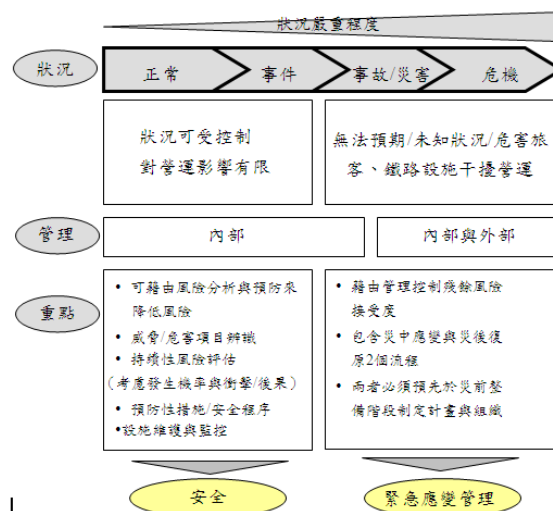 狀況嚴重程度
狀況
正常
事件
事故/災害
危機
狀況可受控制
對營運影響有限
無法預期/未知狀況/危害旅
客、鐵路設施干擾營運
管理
內部
內部與外部
重點
• 可藉由風險分析與預防來
降低風險
• 威脅/危害項目辨識
• 持續性風險評估
(考慮發生機率與衝擊/後果)
• 預防性措施/安全程序
•設施維護與監控
• 藉由管理控制殘餘風險
接受度
• 包含災中應變與災後復
原2個流程
• 兩者必須預先於災前整
備階段制定計畫與組織
安全
緊急應變管理